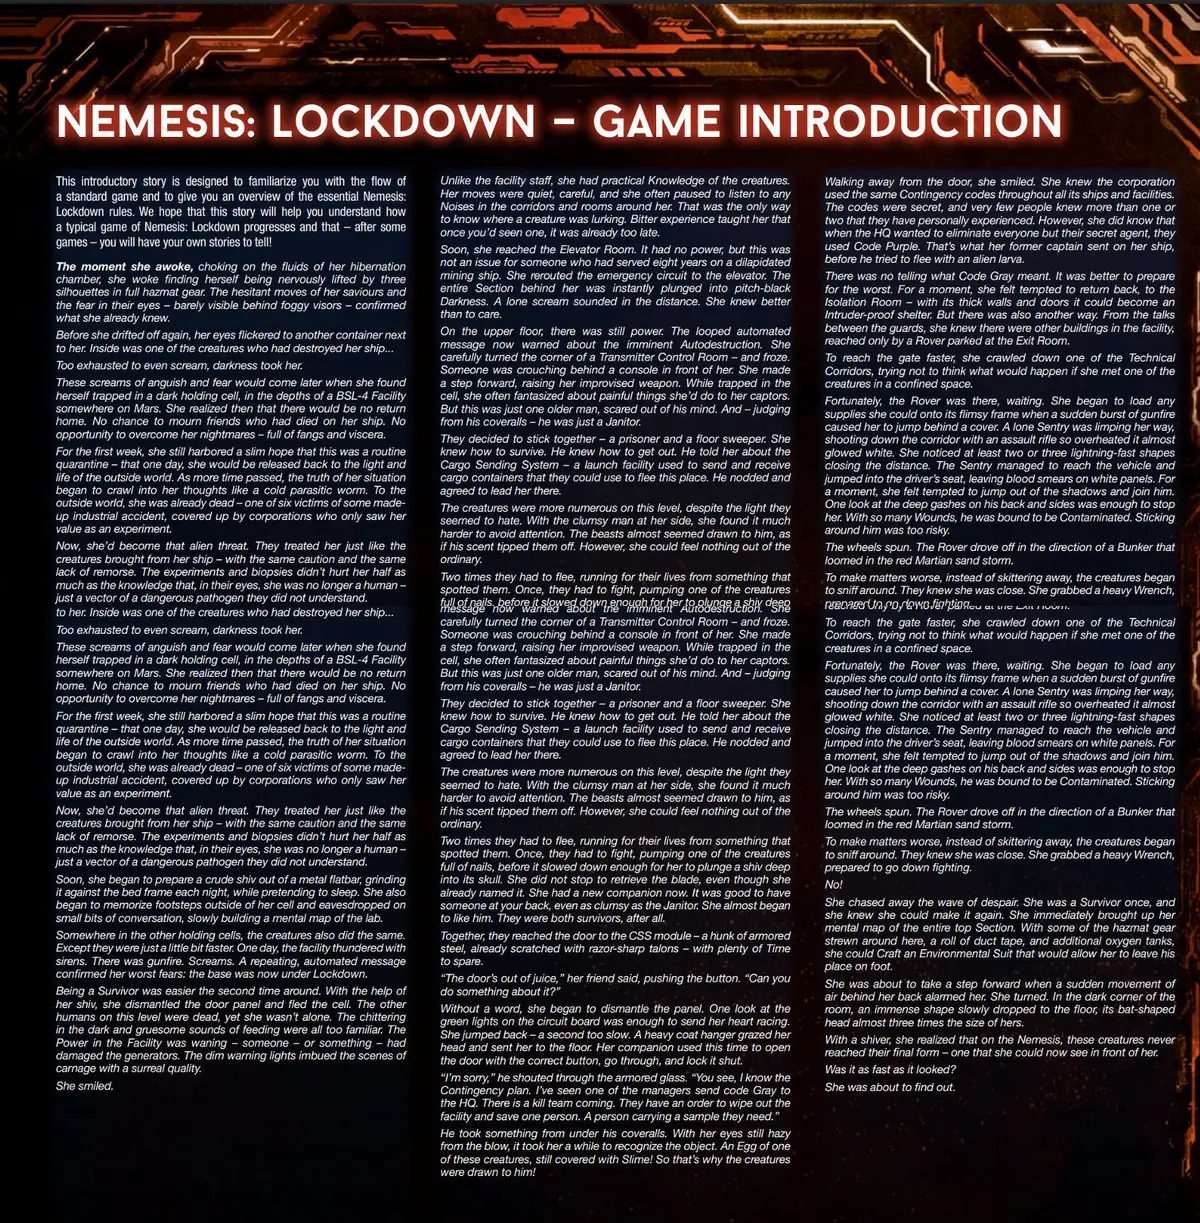 NEMESIS: LOCKDOWN – GAME INTRODUCTION
This introductory story is designed to familiarize you with the flow of
a standard game and to give you an overview of the essential Nemesis:
Lockdown rules. We hope that this story will help you understand how
a typical game of Nemesis: Lockdown progresses and that – after some
games – you will have your own stories to tell!
The moment she awoke, choking on the fluids of her hibernation
chamber, she woke finding herself being nervously lifted by three
silhouettes in full hazmat gear. The hesitant moves of her saviours and
the fear in their eyes – barely visible behind foggy visors – confirmed
what she already knew.
Before she drifted off again, her eyes flickered to another container next
to her. Inside was one of the creatures who had destroyed her ship...
Too exhausted to even scream, darkness took her.
These screams of anguish and fear would come later when she found
herself trapped in a dark holding cell, in the depths of a BSL-4 Facility
somewhere on Mars. She realized then that there would be no return
home. No chance to mourn friends who had died on her ship. No
opportunity to overcome her nightmares – full of fangs and viscera.
For the first week, she still harbored a slim hope that this was a routine
quarantine – that one day, she would be released back to the light and
life of the outside world. As more time passed, the truth of her situation
began to crawl into her thoughts like a cold parasitic worm. To the
outside world, she was already dead – one of six victims of some made-
up industrial accident, covered up by corporations who only saw her
value as an experiment.
Now, she'd become that alien threat. They treated her just like the
creatures brought from her ship – with the same caution and the same
lack of remorse. The experiments and biopsies didn't hurt her half as
much as the knowledge that, in their eyes, she was no longer a human –
just a vector of a dangerous pathogen they did not understand.
to her. Inside was one of the creatures who had destroyed her ship...
Too exhausted to even scream, darkness took her.
These screams of anguish and fear would come later when she found
herself trapped in a dark holding cell, in the depths of a BSL-4 Facility
somewhere on Mars. She realized then that there would be no return
home. No chance to mourn friends who had died on her ship. No
opportunity to overcome her nightmares – full of fangs and viscera.
For the first week, she still harbored a slim hope that this was a routine
quarantine – that one day, she would be released back to the light and
life of the outside world. As more time passed, the truth of her situation
began to crawl into her thoughts like a cold parasitic worm. To the
outside world, she was already dead – one of six victims of some made-
up industrial accident, covered up by corporations who only saw her
value as an experiment.
Now, she'd become that alien threat. They treated her just like the
creatures brought from her ship – with the same caution and the same
lack of remorse. The experiments and biopsies didn't hurt her half as
much as the knowledge that, in their eyes, she was no longer a human –
just a vector of a dangerous pathogen they did not understand.
Soon, she began to prepare a crude shiv out of a metal flatbar, grinding
it against the bed frame each night, while pretending to sleep. She also
began to memorize footsteps outside of her cell and eavesdropped on
small bits of conversation, slowly building a mental map of the lab.
Somewhere in the other holding cells, the creatures also did the same.
Except they were just a little bit faster. One day, the facility thundered with
sirens. There was gunfire. Screams. A repeating, automated message
confirmed her worst fears: the base was now under Lockdown.
Being a Survivor was easier the second time around. With the help of
her shiv, she dismantled the door panel and fled the cell. The other
humans on this level were dead, yet she wasn't alone. The chittering
in the dark and gruesome sounds of feeding were all too familiar. The
Power in the Facility was waning – someone – or something – had
damaged the generators. The dim warning lights imbued the scenes of
carnage with a surreal quality.
She smiled.
Unlike the facility staff, she had practical Knowledge of the creatures.
Her moves were quiet, careful, and she often paused to listen to any
Noises in the corridors and rooms around her. That was the only way
to know where a creature was lurking. Bitter experience taught her that
once you'd seen one, it was already too late.
Soon, she reached the Elevator Room. It had no power, but this was
not an issue for someone who had served eight years on a dilapidated
mining ship. She rerouted the emergency circuit to the elevator. The
entire Section behind her was instantly plunged into pitch-black
Darkness. A lone scream sounded in the distance. She knew better
than to care.
On the upper floor, there was still power. The looped automated
message now warned about the imminent Autodestruction. She
carefully turned the corner of a Transmitter Control Room – and froze.
Someone was crouching behind a console in front of her. She made
a step forward, raising her improvised weapon. While trapped in the
cell, she often fantasized about painful things she'd do to her captors.
But this was just one older man, scared out of his mind. And – judging
from his coveralls – he was just a Janitor.
They decided to stick together – a prisoner and a floor sweeper. She
knew how to survive. He knew how to get out. He told her about the
Cargo Sending System – a launch facility used to send and receive
cargo containers that they could use to flee this place. He nodded and
agreed to lead her there.
The creatures were more numerous on this level, despite the light they
seemed to hate. With the clumsy man at her side, she found it much
harder to avoid attention. The beasts almost seemed drawn to him, as
if his scent tipped them off. However, she could feel nothing out of the
ordinary.
Two times they had to flee, running for their lives from something that
spotted them. Once, they had to fight, pumping one of the creatures
full of nails, before it slowed down enough for her to plunge a shiv deep
message now warned about the imminent Autodestruction. She
carefully turned the corner of a Transmitter Control Room – and froze.
Someone was crouching behind a console in front of her. She made
a step forward, raising her improvised weapon. While trapped in the
cell, she often fantasized about painful things she'd do to her captors.
But this was just one older man, scared out of his mind. And – judging
from his coveralls – he was just a Janitor.
They decided to stick together – a prisoner and a floor sweeper. She
knew how to survive. He knew how to get out. He told her about the
Cargo Sending System – a launch facility used to send and receive
cargo containers that they could use to flee this place. He nodded and
agreed to lead her there.
The creatures were more numerous on this level, despite the light they
seemed to hate. With the clumsy man at her side, she found it much
harder to avoid attention. The beasts almost seemed drawn to him, as
if his scent tipped them off. However, she could feel nothing out of the
ordinary.
Two times they had to flee, running for their lives from something that
spotted them. Once, they had to fight, pumping one of the creatures
full of nails, before it slowed down enough for her to plunge a shiv deep
into its skull. She did not stop to retrieve the blade, even though she
already named it. She had a new companion now. It was good to have
someone at your back, even as clumsy as the Janitor. She almost began
to like him. They were both survivors, after all.
Together, they reached the door to the CSS module – a hunk of armored
steel, already scratched with razor-sharp talons – with plenty of Time
to spare.
"The door's out of juice," her friend said, pushing the button. "Can you
do something about it?"
Without a word, she began to dismantle the panel. One look at the
green lights on the circuit board was enough to send her heart racing.
She jumped back – a second too slow. A heavy coat hanger grazed her
head and sent her to the floor. Her companion used this time to open
the door with the correct button, go through, and lock it shut.
"I'm sorry," he shouted through the armored glass. "You see, I know the
Contingency plan. I've seen one of the managers send code Gray to
the HQ. There is a kill team coming. They have an order to wipe out the
facility and save one person. A person carrying a sample they need."
He took something from under his coveralls. With her eyes still hazy
from the blow, it took her a while to recognize the object. An Egg of one
of these creatures, still covered with Slime! So that's why the creatures
were drawn to him!
Walking away from the door, she smiled. She knew the corporation
used the same Contingency codes throughout all its ships and facilities.
The codes were secret, and very few people knew more than one or
two that they have personally experienced. However, she did know that
when the HQ wanted to eliminate everyone but their secret agent, they
used Code Purple. That's what her former captain sent on her ship,
before he tried to flee with an alien larva.
There was no telling what Code Gray meant. It was better to prepare
for the worst. For a moment, she felt tempted to return back, to the
Isolation Room – with its thick walls and doors it could become an
Intruder-proof shelter. But there was also another way. From the talks
between the guards, she knew there were other buildings in the facility,
reached only by a Rover parked at the Exit Room.
To reach the gate faster, she crawled down one of the Technical
Corridors, trying not to think what would happen if she met one of the
creatures in a confined space.
Fortunately, the Rover was there, waiting. She began to load any
supplies she could onto its flimsy frame when a sudden burst of gunfire
caused her to jump behind a cover. A lone Sentry was limping her way,
shooting down the corridor with an assault rifle so overheated it almost
glowed white. She noticed at least two or three lightning-fast shapes
closing the distance. The Sentry managed to reach the vehicle and
jumped into the driver's seat, leaving blood smears on white panels. For
a moment, she felt tempted to jump out of the shadows and join him.
One look at the deep gashes on his back and sides was enough to stop
her. With so many Wounds, he was bound to be Contaminated. Sticking
around him was too risky.
The wheels spun. The Rover drove off in the direction of a Bunker that
loomed in the red Martian sand storm.
To make matters worse, instead of skittering away, the creatures began
to sniff around. They knew she was close. She grabbed a heavy Wrench,
To reach the gate faster, she crawled down one of the Technical
Corridors, trying not to think what would happen if she met one of the
creatures in a confined space.
Fortunately, the Rover was there, waiting. She began to load any
supplies she could onto its flimsy frame when a sudden burst of gunfire
caused her to jump behind a cover. A lone Sentry was limping her way,
shooting down the corridor with an assault rifle so overheated it almost
glowed white. She noticed at least two or three lightning-fast shapes
closing the distance. The Sentry managed to reach the vehicle and
jumped into the driver's seat, leaving blood smears on white panels. For
a moment, she felt tempted to jump out of the shadows and join him.
One look at the deep gashes on his back and sides was enough to stop
her. With so many Wounds, he was bound to be Contaminated. Sticking
around him was too risky.
The wheels spun. The Rover drove off in the direction of a Bunker that
loomed in the red Martian sand storm.
To make matters worse, instead of skittering away, the creatures began
to sniff around. They knew she was close. She grabbed a heavy Wrench,
prepared to go down fighting.
No!
She chased away the wave of despair. She was a Survivor once, and
she knew she could make it again. She immediately brought up her
mental map of the entire top Section. With some of the hazmat gear
strewn around here, a roll of duct tape, and additional oxygen tanks,
she could Craft an Environmental Suit that would allow her to leave his
place on foot.
She was about to take a step forward when a sudden movement of
air behind her back alarmed her. She turned. In the dark corner of the
room, an immense shape slowly dropped to the floor, its bat-shaped
head almost three times the size of hers.
With a shiver, she realized that on the Nemesis, these creatures never
reached their final form – one that she could now see in front of her.
Was it as fast as it looked?
She was about to find out.